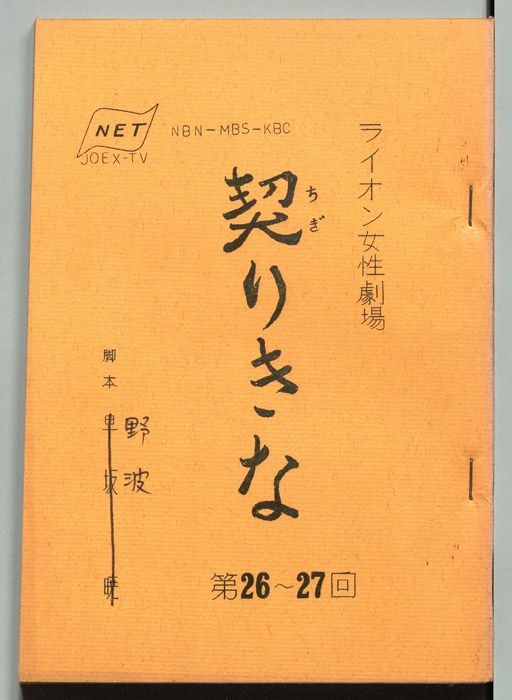 NET
JOEX-TV
NBN-MBS-KBC
ライオン女性劇場
契りきな
ちぎ
脚本
早坂暁
野波
第26~27回